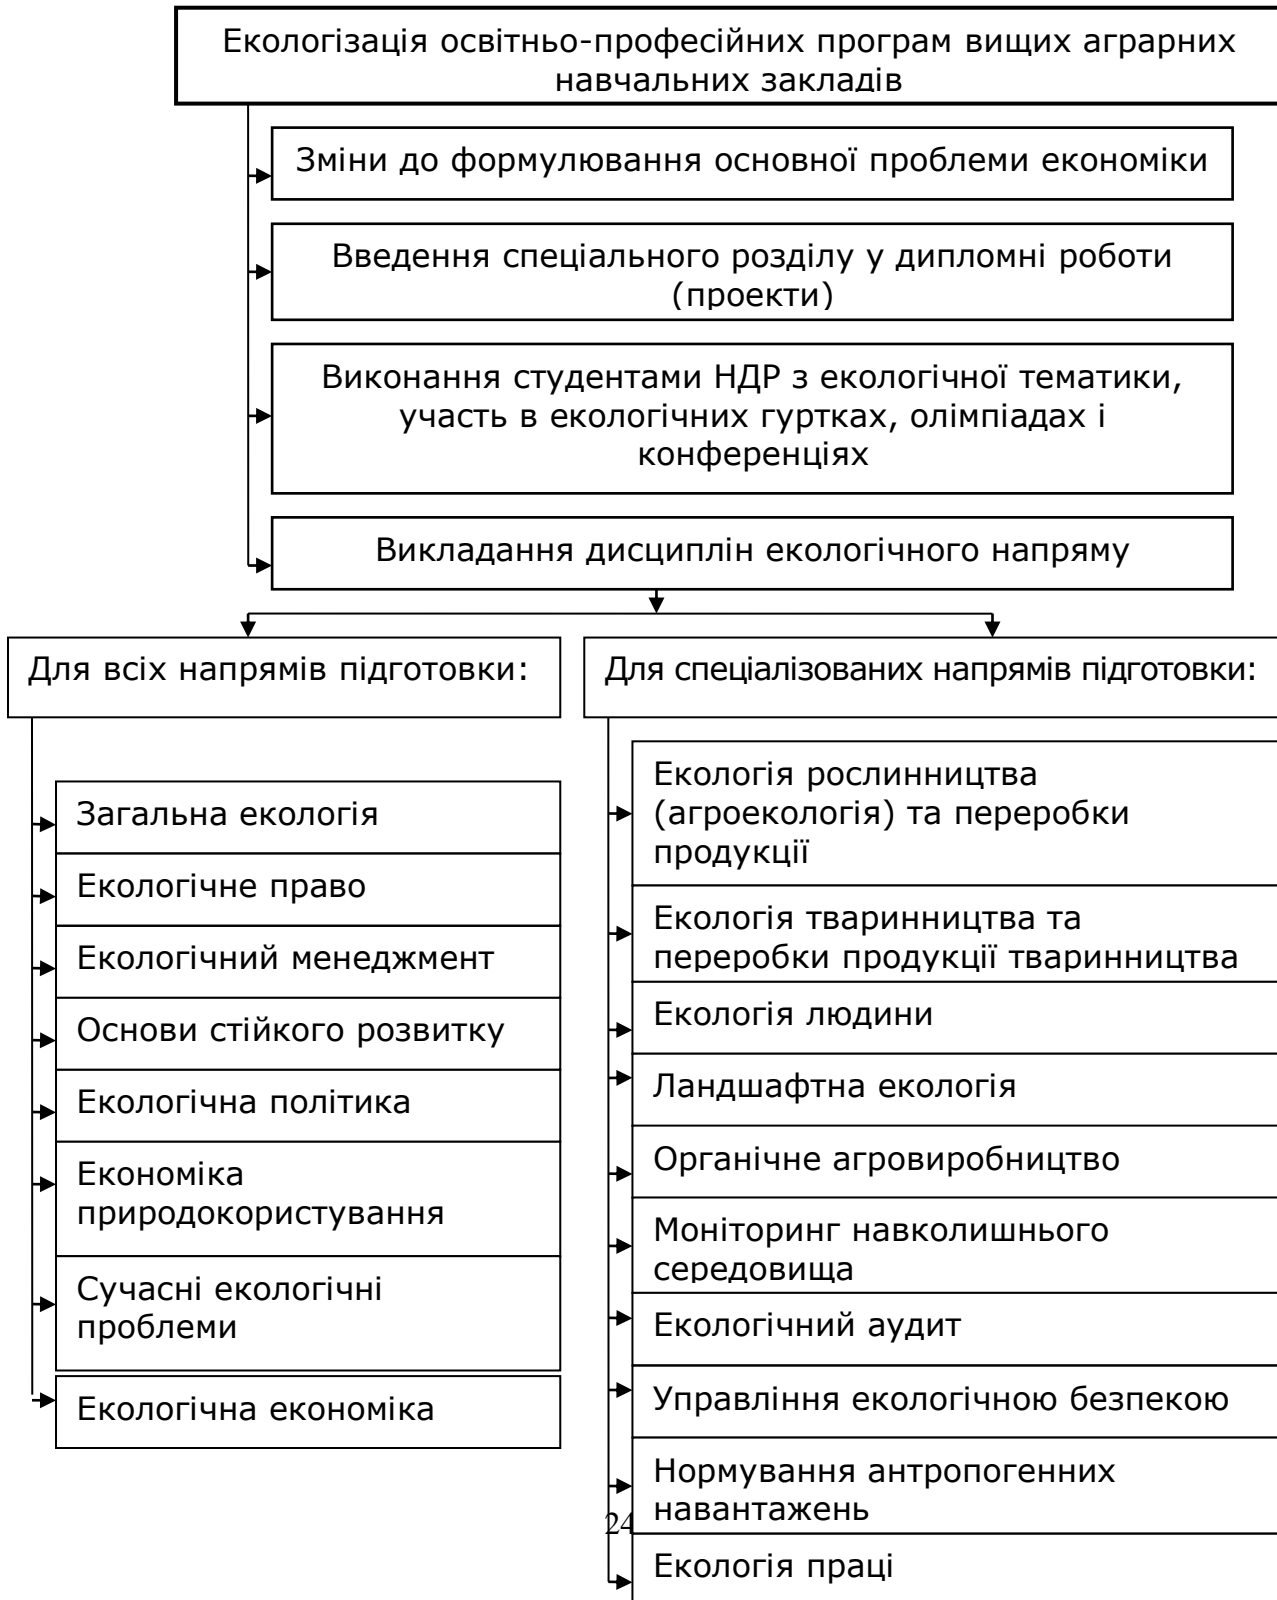 Екологізація освітньо-професійних програм вищих аграрних
навчальних закладів
Зміни до формулювання основної проблеми економіки
Введення спеціального розділу у дипломні роботи
(проекти)
Виконання студентами НДР з екологічної тематики,
участь в екологічних гуртках, олімпіадах і
конференціях
Викладання дисциплін екологічного напряму
Для всіх напрямів підготовки:
Загальна екологія
Екологічне право
Екологічний менеджмент
Основи стійкого розвитку
Екологічна політика
Економіка
природокористування
Сучасні екологічні
проблеми
Екологічна економіка
Для спеціалізованих напрямів підготовки:
Екологія рослинництва
(агроекологія) та переробки
продукції
Екологія тваринництва та
переробки продукції тваринництва
Екологія людини
Ландшафтна екологія
Органічне агровиробництво
Моніторинг навколишнього
середовища
Екологічний аудит
Управління екологічною безпекою
Нормування антропогенних
навантажень
Екологія праці
24